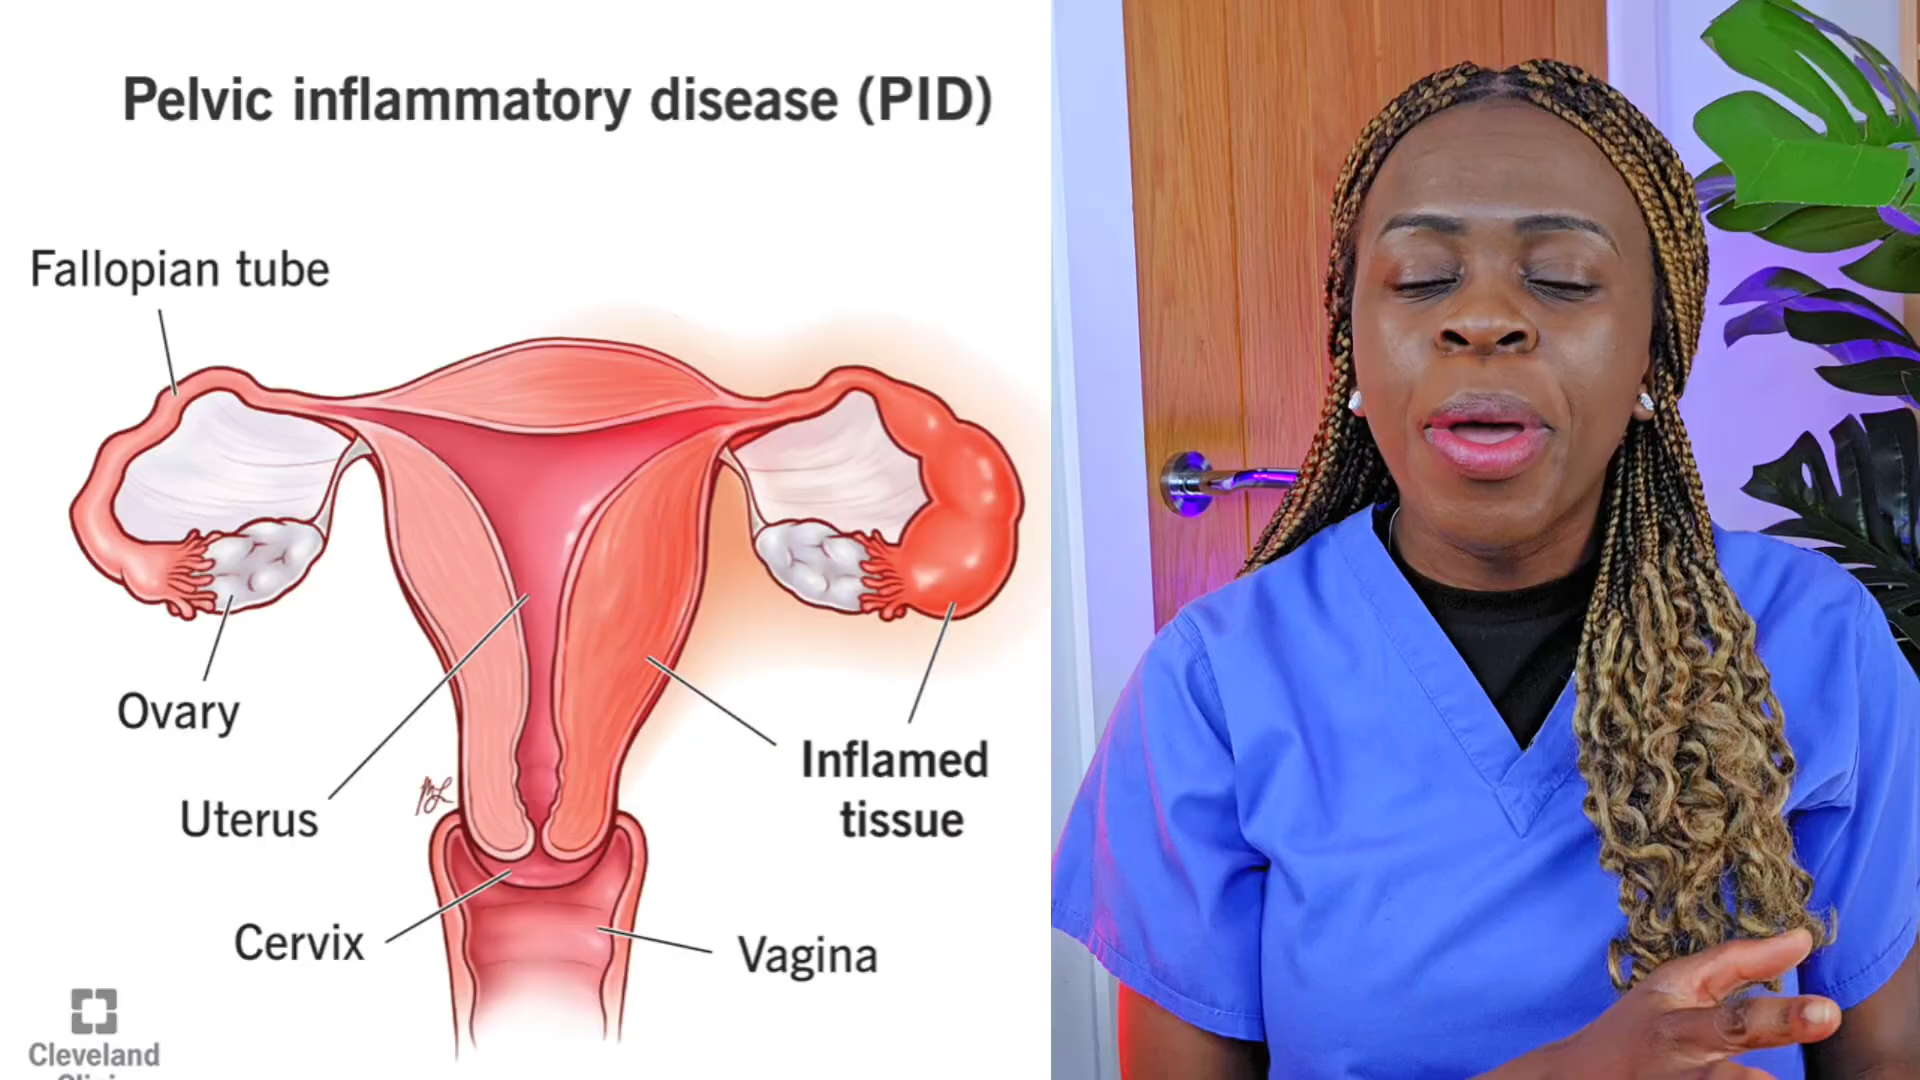 Pelvic inflammatory disease (PID)
Fallopian tube
Ovary
Uterus
Inflamed
tissue
Cervix
Vagina
Cleveland